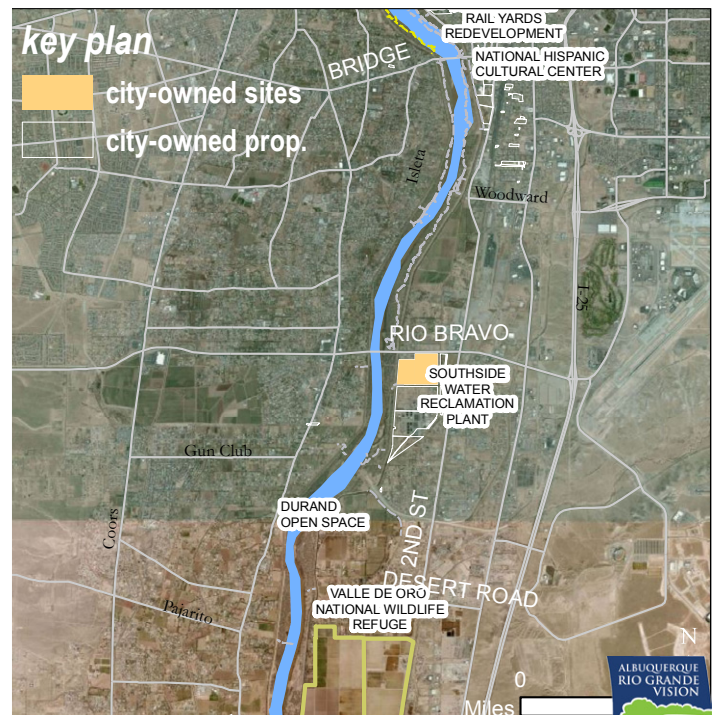 key plan
city-owned sites
city-owned prop.
RAIL YARDS
REDEVELOPMENT
BRIDGE
NATIONAL HISPANIC
CULTURAL CENTER
Isleta
Woodward
I-25
RIO BRAVO
SOUTHSIDE
WATER
RECLAMATION
PLANT
Gun Club
DURAND
OPEN SPACE
Coors
2ND ST
DESERT ROAD
VALLE DE ORO
NATIONAL WILDLIFE
REFUGE
Pajarito
N
0
Miles
ALBUQUERQUE
RIO GRANDE
VISION